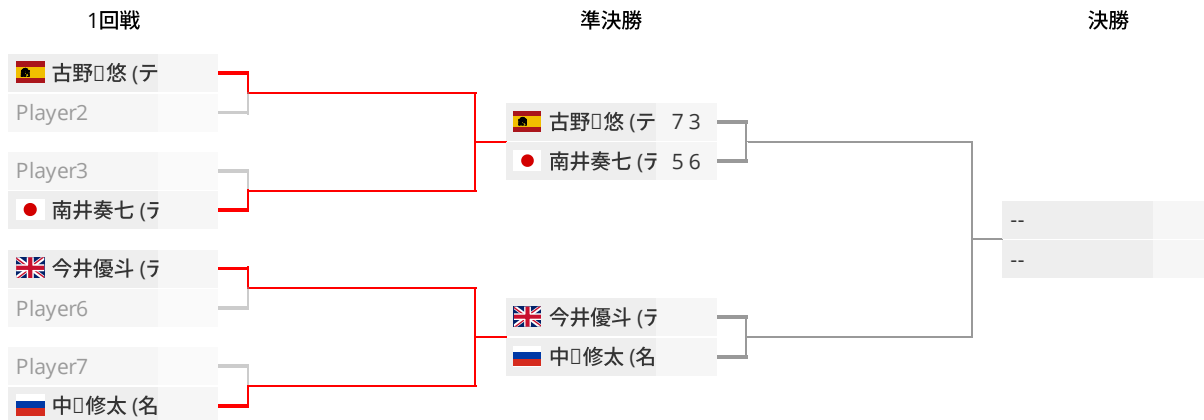 1回戦
準決勝
決勝
古野▯悠 (テ
Player2
Player3
南井奏七 (テ
今井優斗 (テ
Player6
Player7
中▯修太 (名
古野▯悠 (テ 7 3
南井奏七 (テ 5 6
今井優斗 (テ
中▯修太 (名
--
--